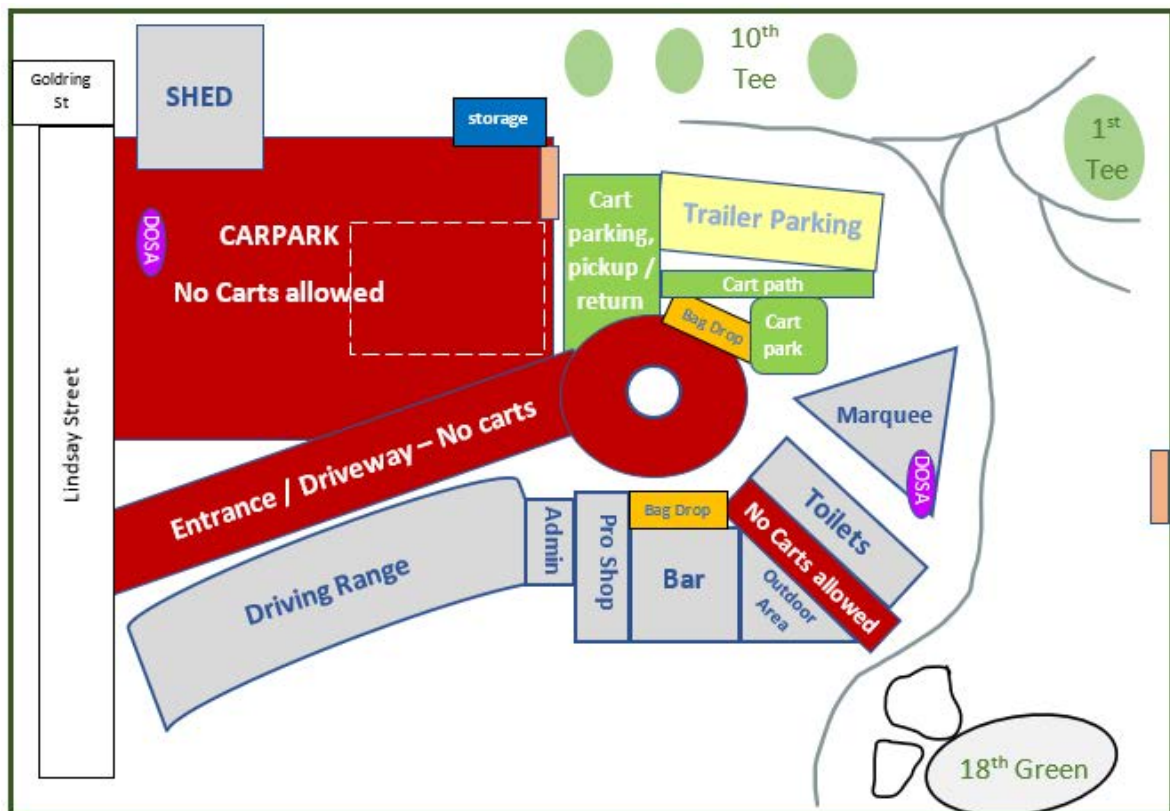 10th
Tee
Goldring
St
SHED
storage
1st
Tee
Cart
parking,
pickup /
return
Trailer Parking
DOSA
CARPARK
No Carts allowed
Cart path
Bag Drop
Cart
park
Lindsay Street
Marquee
Entrance / Driveway – No carts
DOSA
Toilets
No Carts allowed
Driving Range
Admin
Pro Shop
Bag Drop
Bar
Outdoor
Area
18th Green